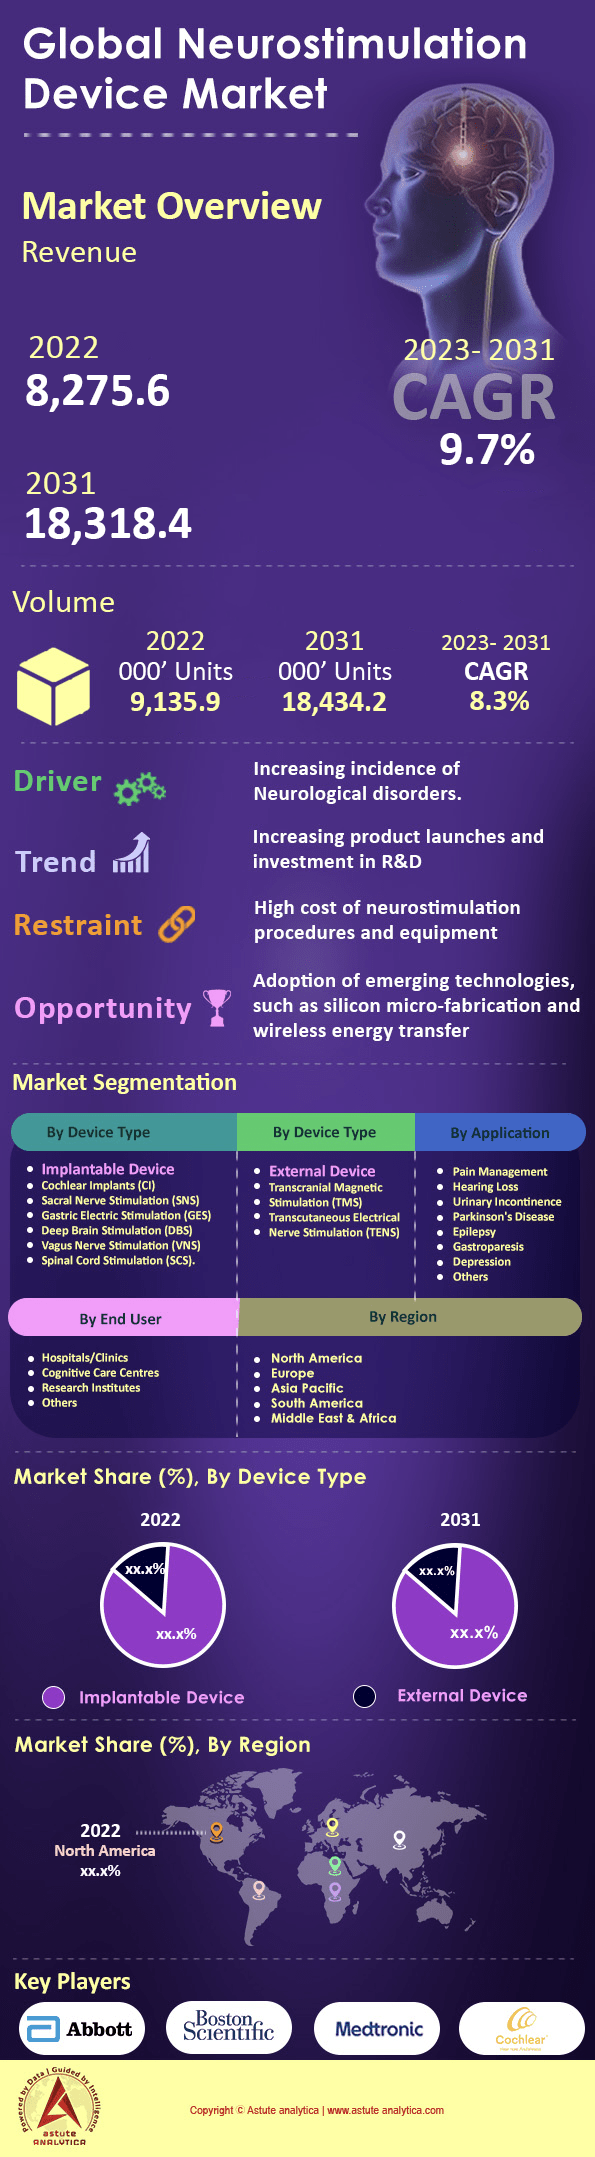 Global Neurostimulation
Device Market
Market Overview
Revenue
2022
8,275.6
2023- 2031
CAGR
9.7%
2031
18,318.4
Volume
2022
000’ Units
9,135.9
2031
000’ Units
18,434.2
2023- 2031
CAGR
8.3%
Driver
Increasing incidence of
Neurological disorders.
Trend
Increasing product launches and
investment in R&D
Restraint
High cost of neurostimulation
procedures and equipment
Opportunity
Adoption of emerging technologies,
such as silicon micro-fabrication and
wireless energy transfer
Market Segmentation
By Device Type
Implantable Device
Cochlear Implants (CI)
Sacral Nerve Stimulation (SNS)
Gastric Electric Stimulation (GES)
Deep Brain Stimulation (DBS)
Vagus Nerve Stimulation (VNS)
Spinal Cord Stimulation (SCS).
By Device Type
External Device
Transcranial Magnetic
Stimulation (TMS)
Transcutaneous Electrical
Nerve Stimulation (TENS)
By Application
Pain Management
Hearing Loss
Urinary Incontinence
Parkinson's Disease
Epilepsy
Gastroparesis
Depression
Others
By End User
Hospitals/Clinics
Cognitive Care Centres
Research Institutes
Others
By Region
North America
Europe
Asia Pacific
South America
Middle East & Africa
Market Share (%), By Device Type
2022
xx.x%
xx.x%
2031
xx.x%
xx.x%
Implantable Device
External Device
Market Share (%), By Region
2022
North America
xx.x%
Key Players
Abbott
Boston
Scientific
Medtronic
Cochlear
Powered by Data | Guided by Intelligence
astute
ANALYTICA
Copyright © Astute analytica | www.astute analytica.com